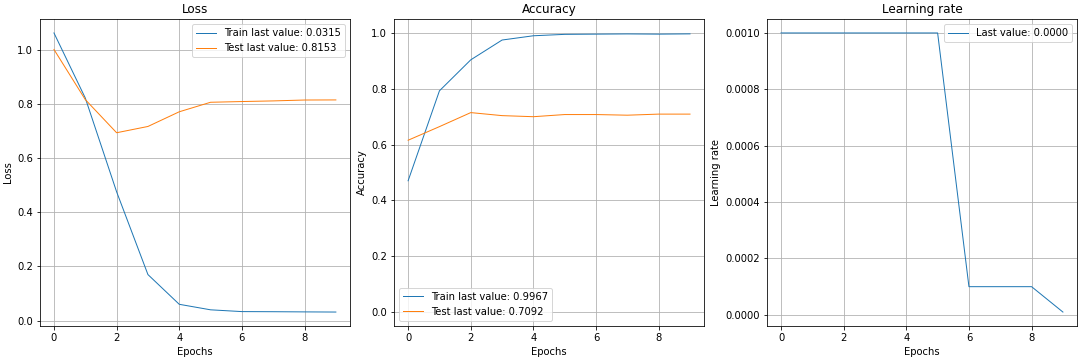 Loss
Train last value: 0.0315
Test last value: 0.8153
1.0
0.8
0.6
0.4
0.2
0.0
Loss
0 2 4 6 8
Epochs
Accuracy
1.0
0.8
0.6
0.4
0.2
0.0
Accuracy
Train last value: 0.9967
Test last value: 0.7092
0 2 4 6 8
Epochs
Learning rate
Last value: 0.0000
0.0010
0.0008
0.0006
0.0004
0.0002
0.0000
Learning rate
0 2 4 6 8
Epochs